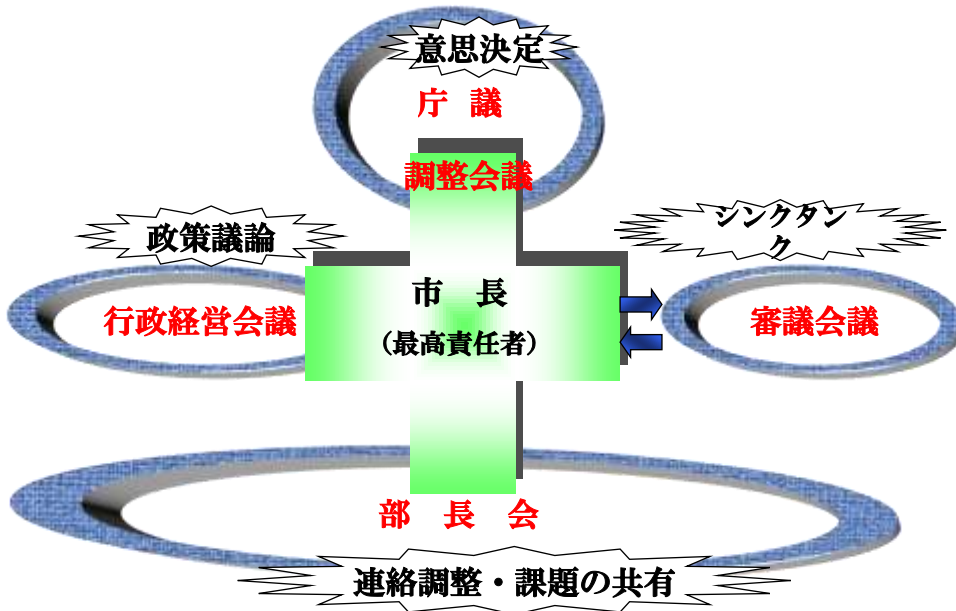 意思決定
庁 議
調整会議
政策議論
シンクタン
ク
行政経営会議
市 長
（最高責任者）
審議会議
部 長 会
連絡調整・課題の共有